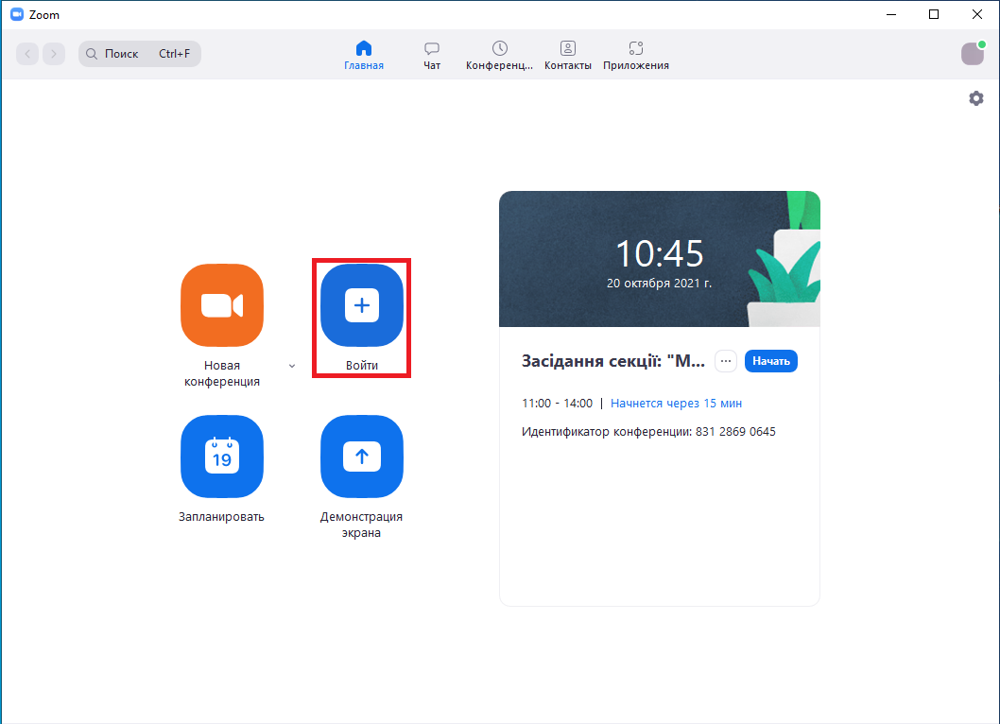 Zoom
Поиск Ctrl+F
Главная
Чат
Конференц...
Контакты
Приложения
Новая
конференция
Войти
19
Запланировать
Демонстрация
экрана
10:45
20 октября 2021 г.
Засідання секції: "М...
Начать
11:00 - 14:00 | Начнется через 15 мин
Идентификатор конференции: 831 2869 0645